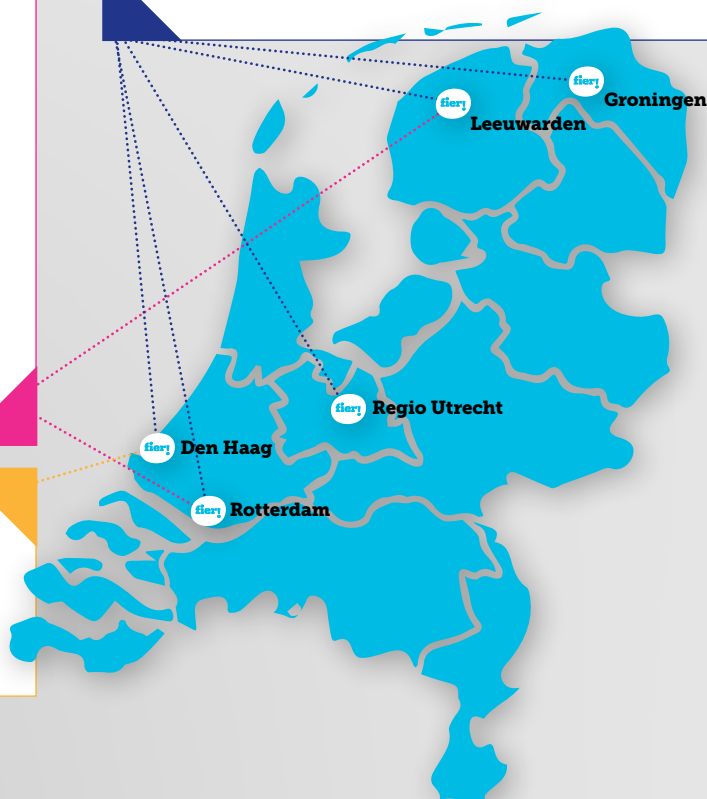 fier!
Groningen
fier!
Leeuwarden
fier! Regio Utrecht
fier! Den Haag
fier! Rotterdam